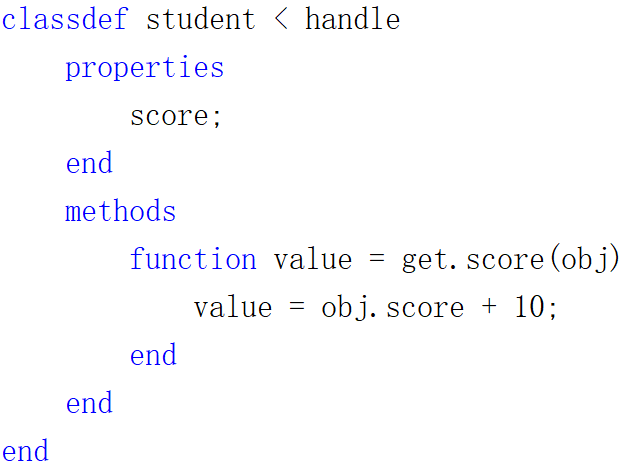 classdef student < handle
    properties
        score;
    end
    methods
        function value = get.score(obj)
            value = obj.score + 10;
        end
    end
end